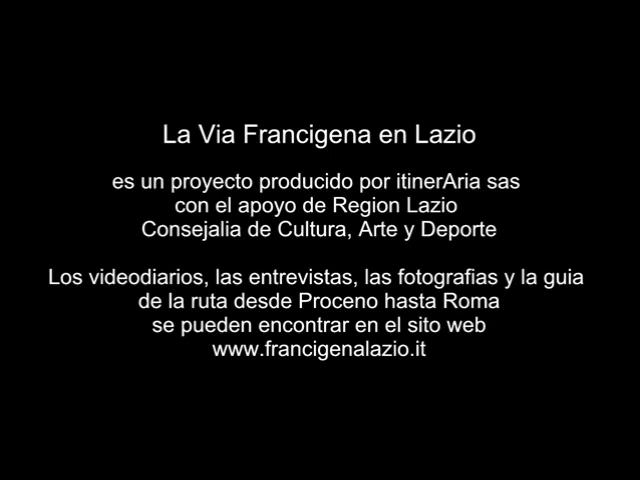 La Via Francigena en Lazio
es un proyecto producido por itinerAria sas
con el apoyo de Region Lazio
Consejalia de Cultura, Arte y Deporte
Los videodiarios, las entrevistas, las fotografias y la guia
de la ruta desde Proceno hasta Roma
se pueden encontrar en el sito web
www.francigenalazio.it